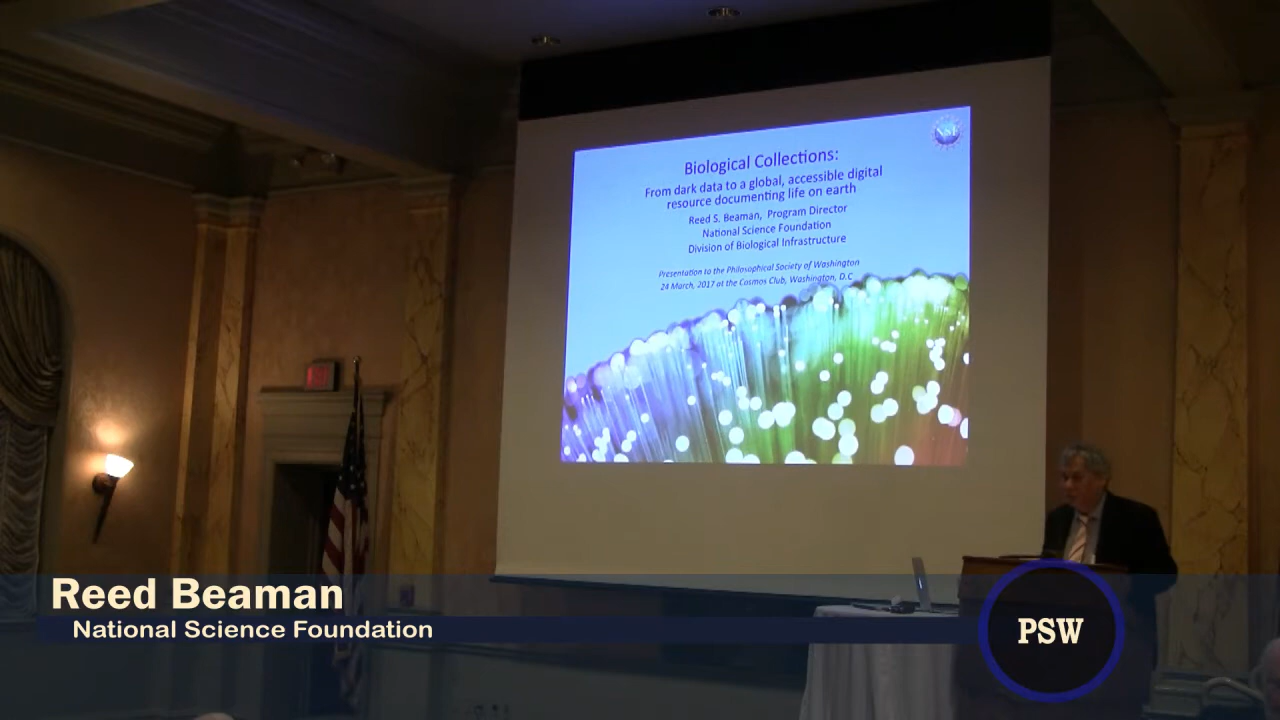 NSF
Biological Collections:
From dark data to a global, accessible digital
resource documenting life on earth
Reed S. Beaman, Program Director
National Science Foundation
Division of Biological Infrastructure
Presentation to the Philosophical Society of Washington
24 March, 2017 at the Cosmos Club, Washington, D.C
Reed Beaman
National Science Foundation
PSW